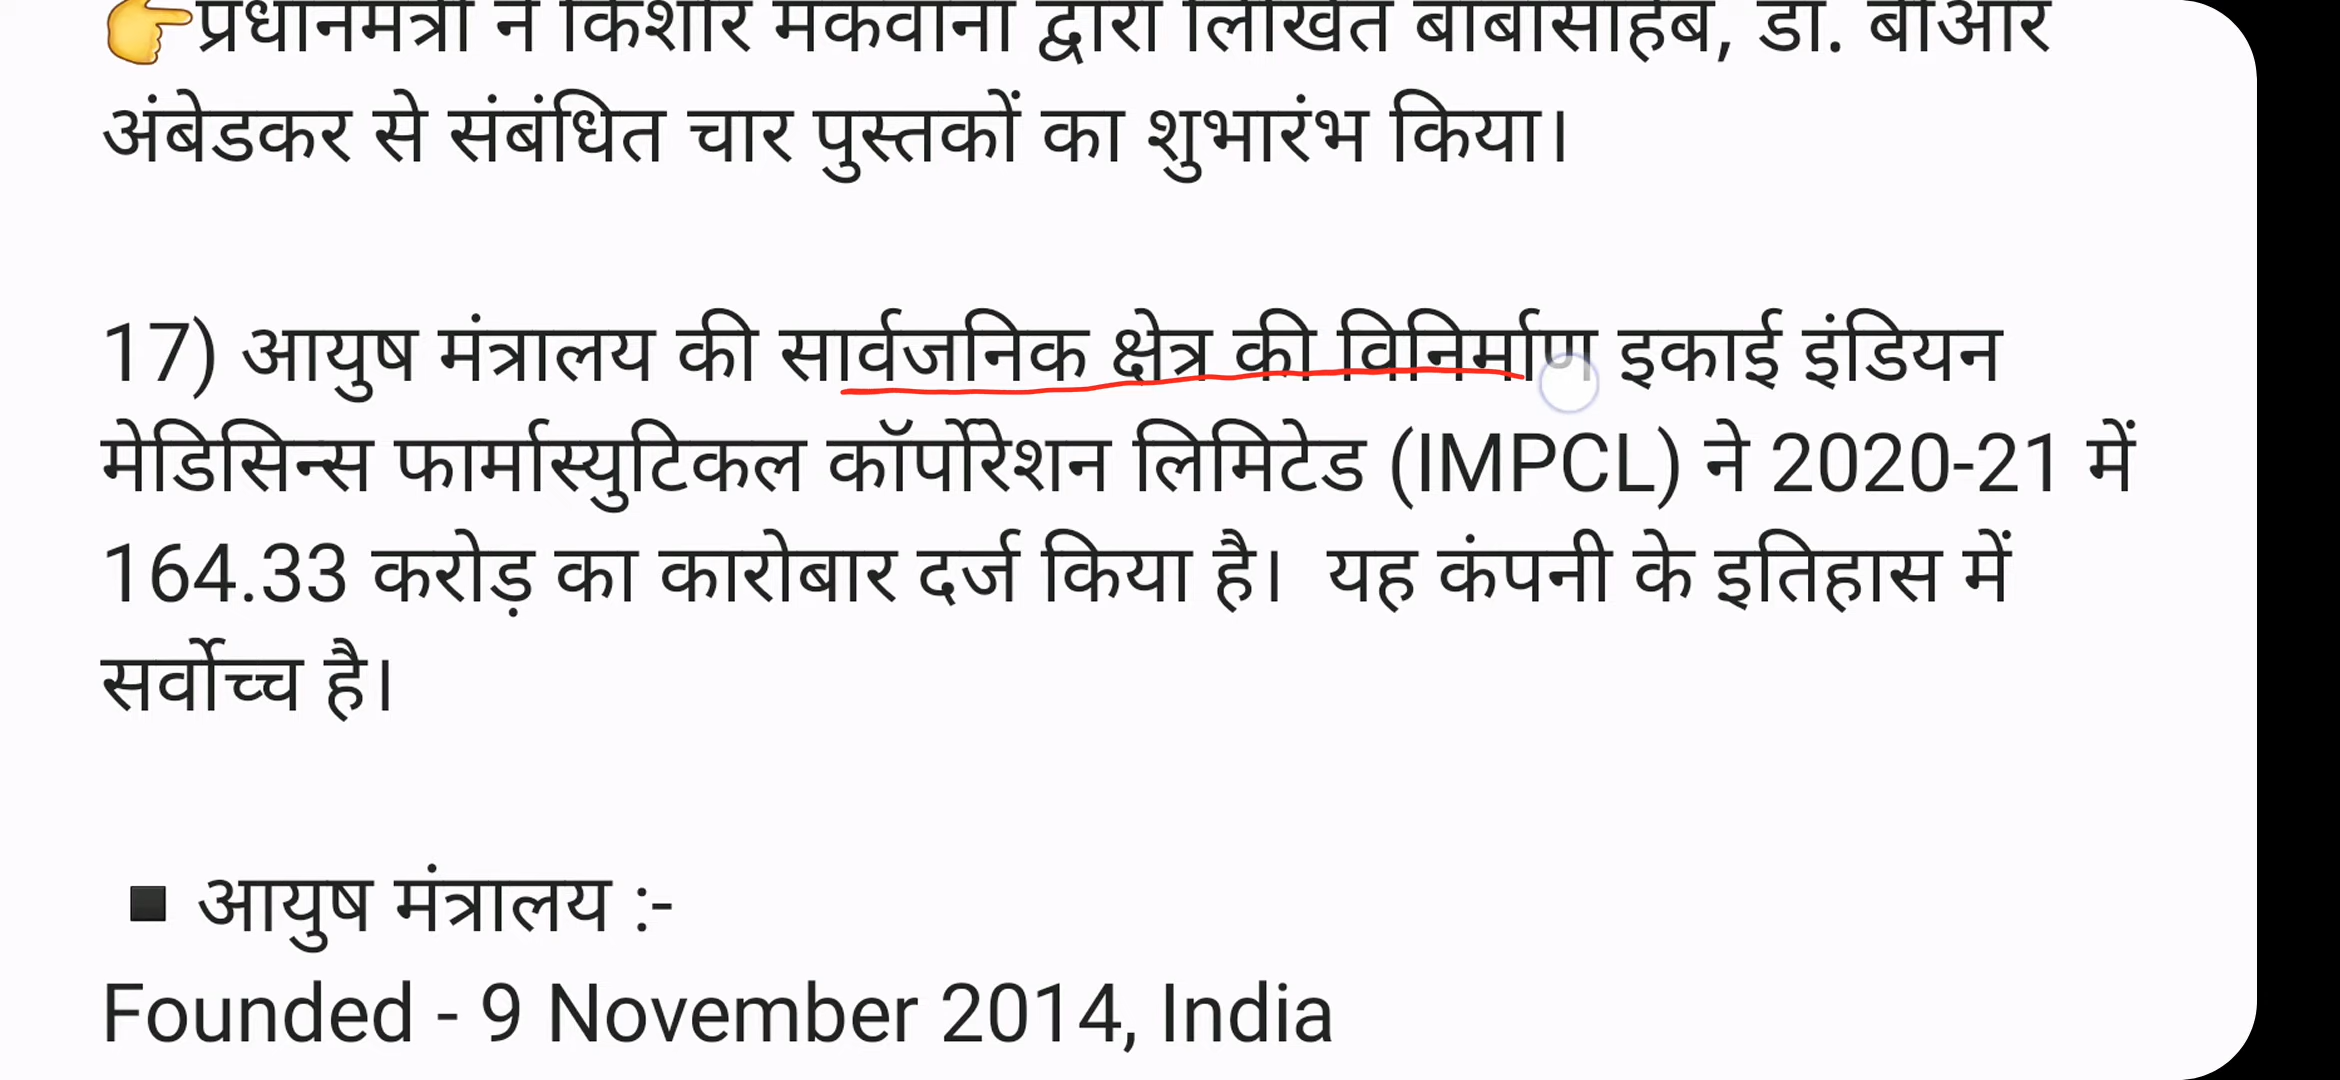 👉प्रधानमंत्री ने किशोर मकवाना द्वारा लिखित बाबासाहेब, डॉ. बीआर
अंबेडकर से संबंधित चार पुस्तकों का शुभारंभ किया।
17) आयुष मंत्रालय की सार्वजनिक क्षेत्र की विनिर्माण इकाई इंडियन
मेडिसिन्स फार्मास्युटिकल कॉर्पोरेशन लिमिटेड (IMPCL) ने 2020-21 में
164.33 करोड़ का कारोबार दर्ज किया है। यह कंपनी के इतिहास में
सर्वोच्च है।
◾ आयुष मंत्रालय :-
Founded - 9 November 2014, India